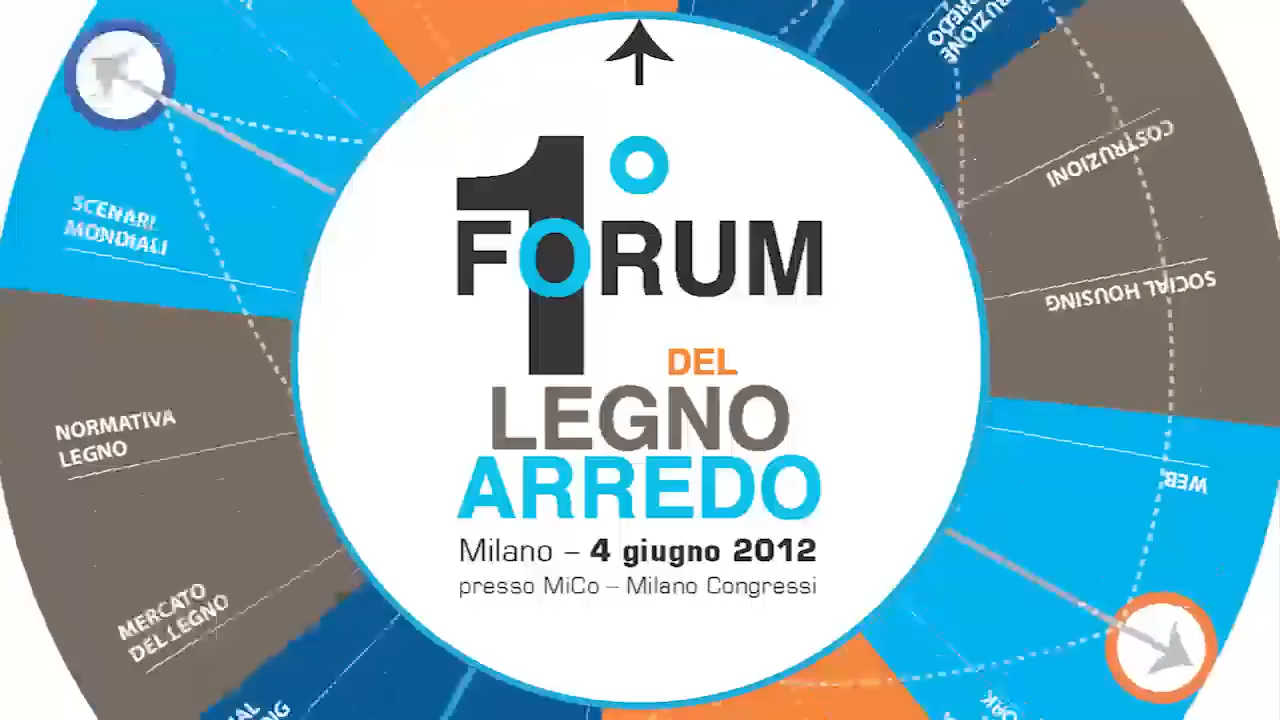 1°
FORUM
DEL
LEGNO
ARREDO
Milano – 4 giugno 2012
presso MiCo – Milano Congressi
SCENARI
MONDIALI
NORMATIVA
LEGNO
MERCATO
DEL LEGNO
COSTRUZIONI
SOCIAL HOUSING
WEB